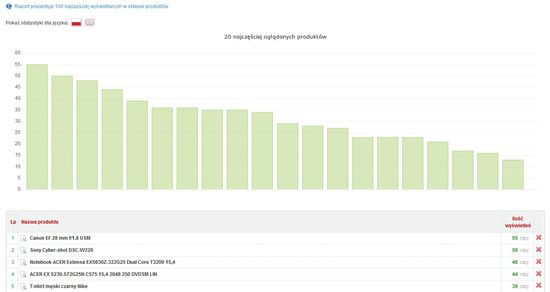 Raport prezentuje 100 najczęściej wyświetlanych w sklepie produktów
Pokaż statystyki dla języka:
20 najczęściej oglądanych produktów
60
55
50
45
40
35
30
25
20
15
10
5
0
Lp Nazwa produktu Ilość wyświetleń
1 Canon EF 28 mm f/1.8 USM 55 razy
2 Sony Cyber-shot DSC-W220 50 razy
3 Notebook ACER Extensa EX5630Z-322G25 Dual Core T3200 15,4 48 razy
4 ACER EX 5230-572G25N C575 15,4 2048 250 DVDSM LIN 44 razy
5 T-shirt męski czarny Nike 39 razy